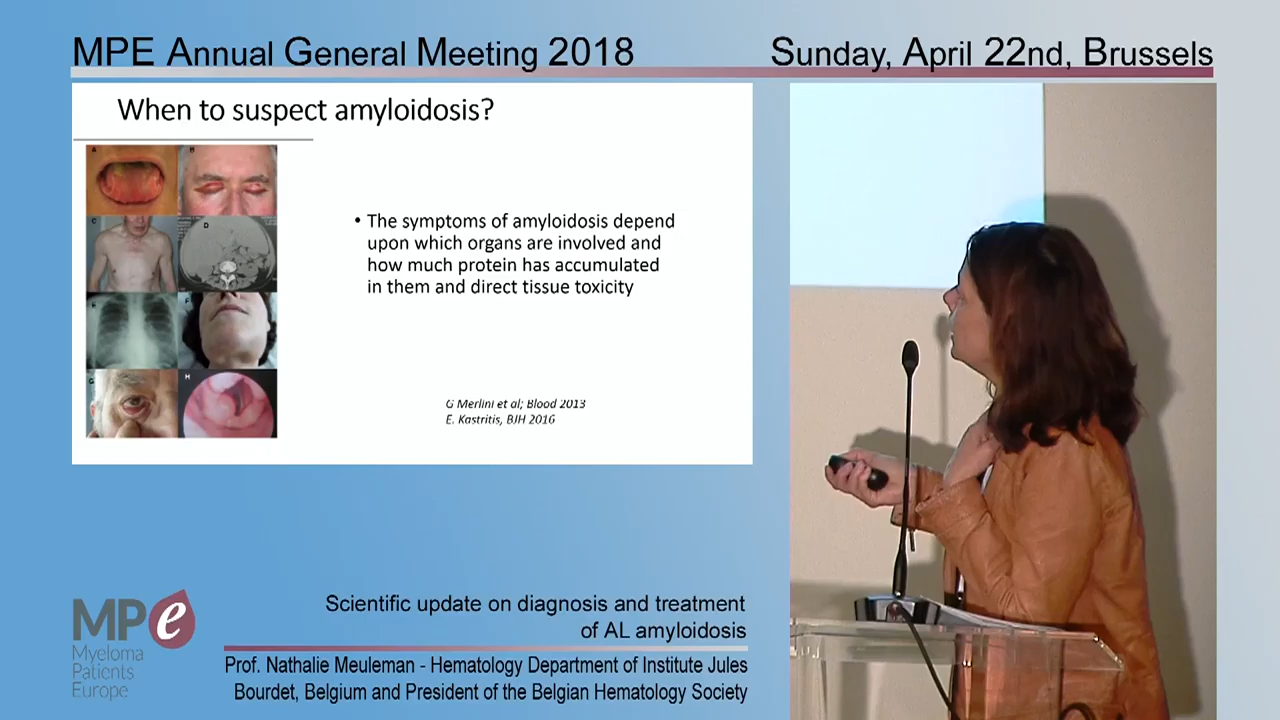 MPE Annual General Meeting 2018
Sunday, April 22nd, Brussels
When to suspect amyloidosis?
A
B
C
D
E
F
G
H
• The symptoms of amyloidosis depend
upon which organs are involved and
how much protein has accumulated
in them and direct tissue toxicity
G Merlini et al; Blood 2013
E. Kastritis, BJH 2016
MPe
Myeloma
Patients
Europe
Scientific update on diagnosis and treatment
of AL amyloidosis
Prof. Nathalie Meuleman - Hematology Department of Institute Jules
Bourdet, Belgium and President of the Belgian Hematology Society